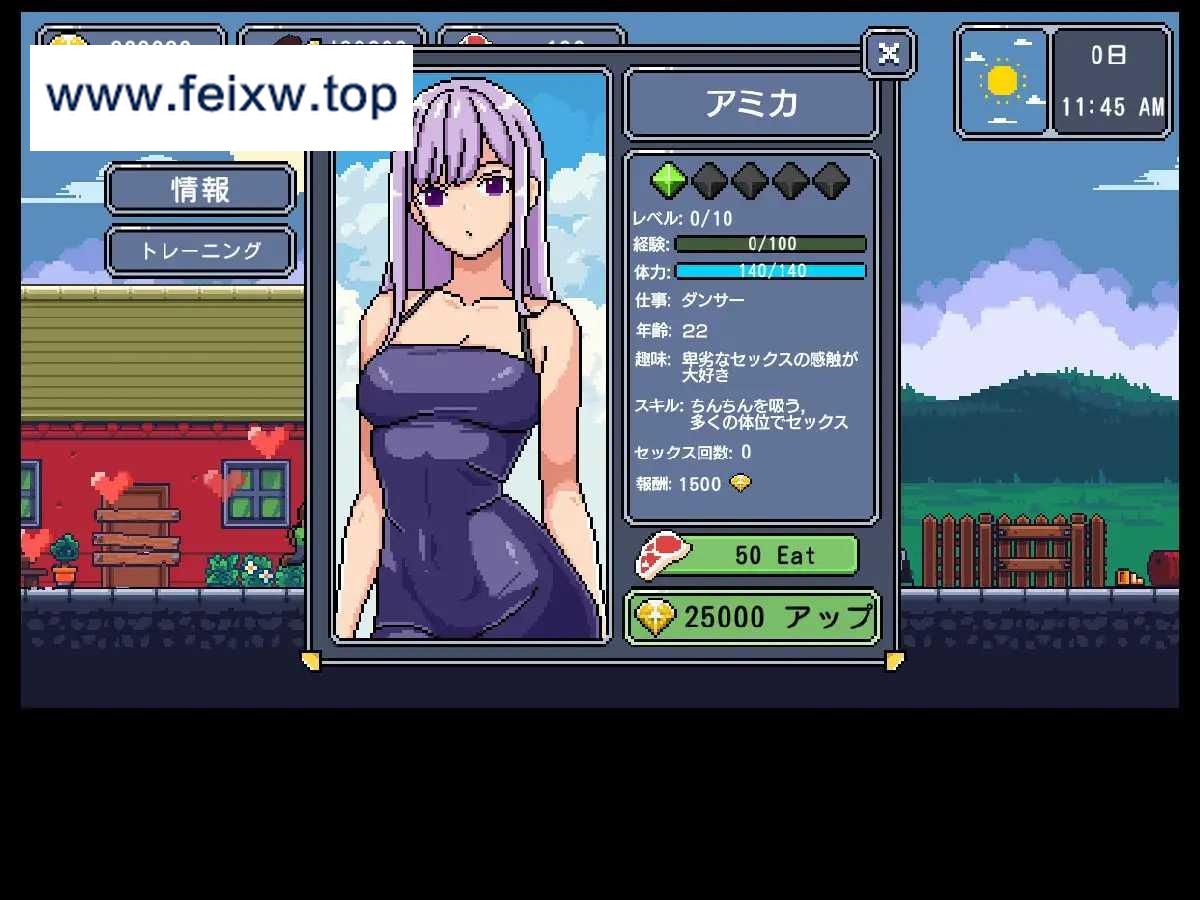 www.feixw.top
0日
11:45 AM
情報
トレーニング
アミカ
レベル: 0/10
経験: 0/100
体力: 140/140
仕事: ダンサー
年齢: 22
趣味: 卑劣なセックスの感触が
大好き
スキル: ちんちんを吸う,
多くの体位でセックス
セックス回数: 0
報酬: 1500
50 Eat
25000 アップ